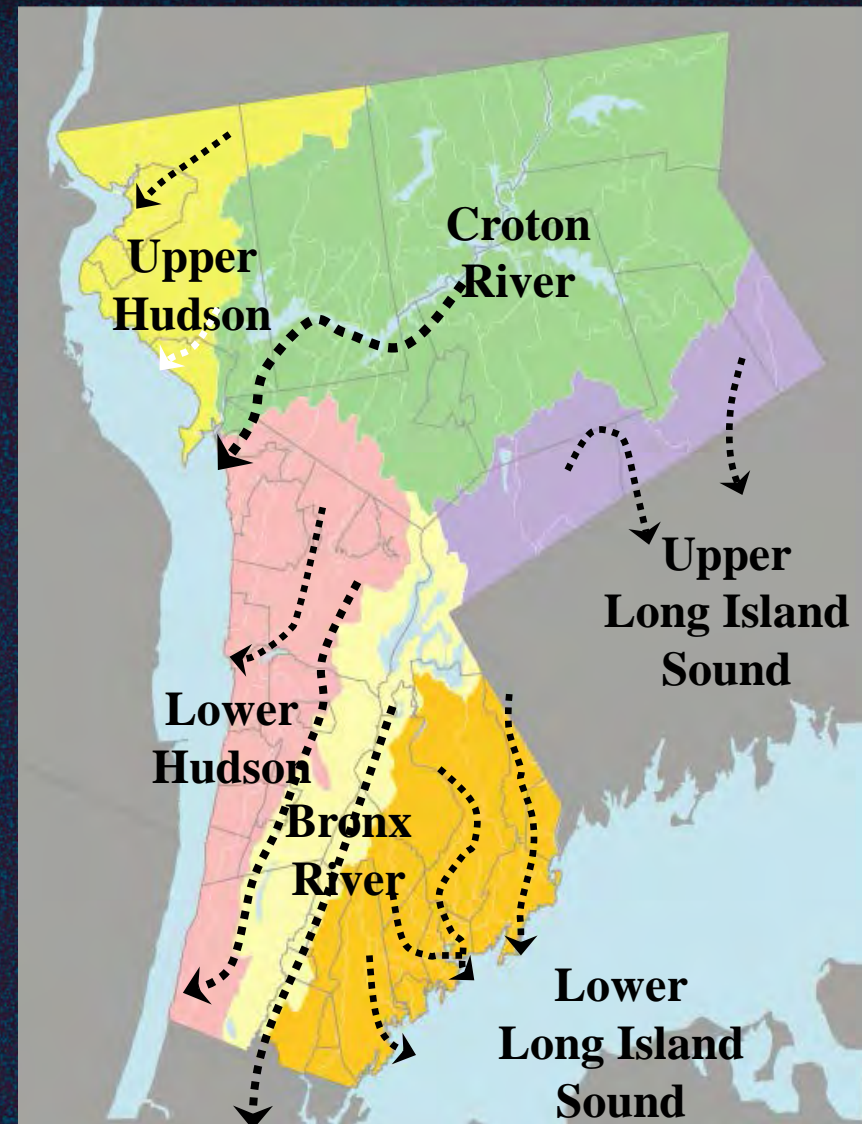 Croton
River
Upper
Hudson
Upper
Long Island
Sound
Lower
Hudson
Bronx
River
Lower
Long Island
Sound